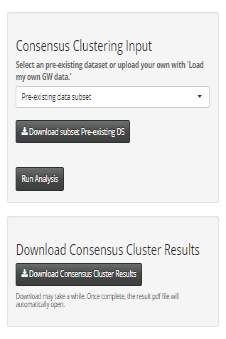 Consensus Clustering Input
Select an pre-existing dataset or upload your own with 'Load
my own GW data.'
Pre-existing data subset
Download subset Pre-existing DS
Run Analysis
Download Consensus Cluster Results
Download Consensus Cluster Results
Download may take a while. Once complete, the result pdf file will
automatically open.